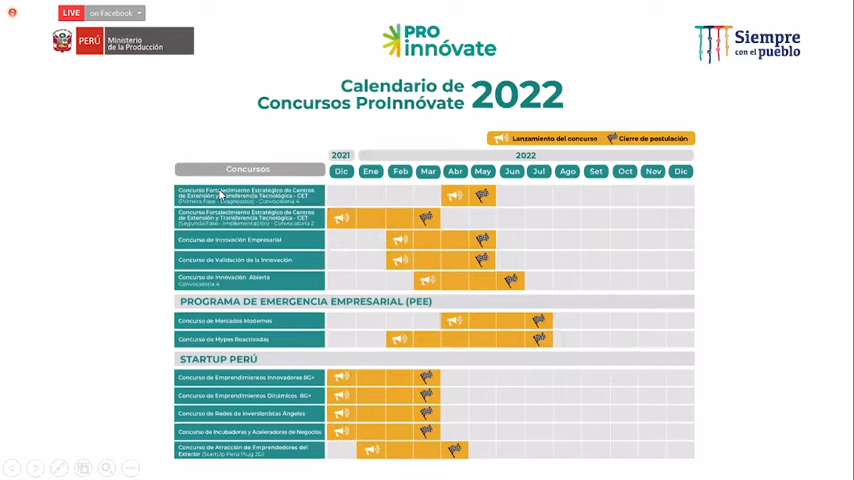 LIVE on Facebook
PERÚ Ministerio de la Producción
PRO innóvate
Siempre con el pueblo
Calendario de
Concursos ProInnóvate 2022
Lanzamiento del concurso Cierre de postulación
2021 2022
Concursos Dic Ene Feb Mar Abr May Jun Jul Ago Set Oct Nov Dic
Concurso Fortalecimiento Estratégico de Centros
de Extensión y Transferencia Tecnológica - CET
(Primera Fase - Diagnóstico) - Convocatoria 4
Concurso Fortalecimiento Estratégico de Centros
de Extensión y Transferencia Tecnológica - CET
(Segunda Fase - Implementación) - Convocatoria 2
Concurso de Innovación Empresarial
Concurso de Validación de la Innovación
Concurso de Innovación Abierta
Convocatoria 4
PROGRAMA DE EMERGENCIA EMPRESARIAL (PEE)
Concurso de Mercados Modernos
Concurso de Mypes Reactivadas
STARTUP PERÚ
Concurso de Emprendimientos Innovadores 8G+
Concurso de Emprendimientos Dinámicos 8G+
Concurso de Redes de Inversionistas Ángeles
Concurso de Incubadoras y Aceleradoras de Negocios
Concurso de Atracción de Emprendedores del
Exterior (StartUp Perú Plug 2G)